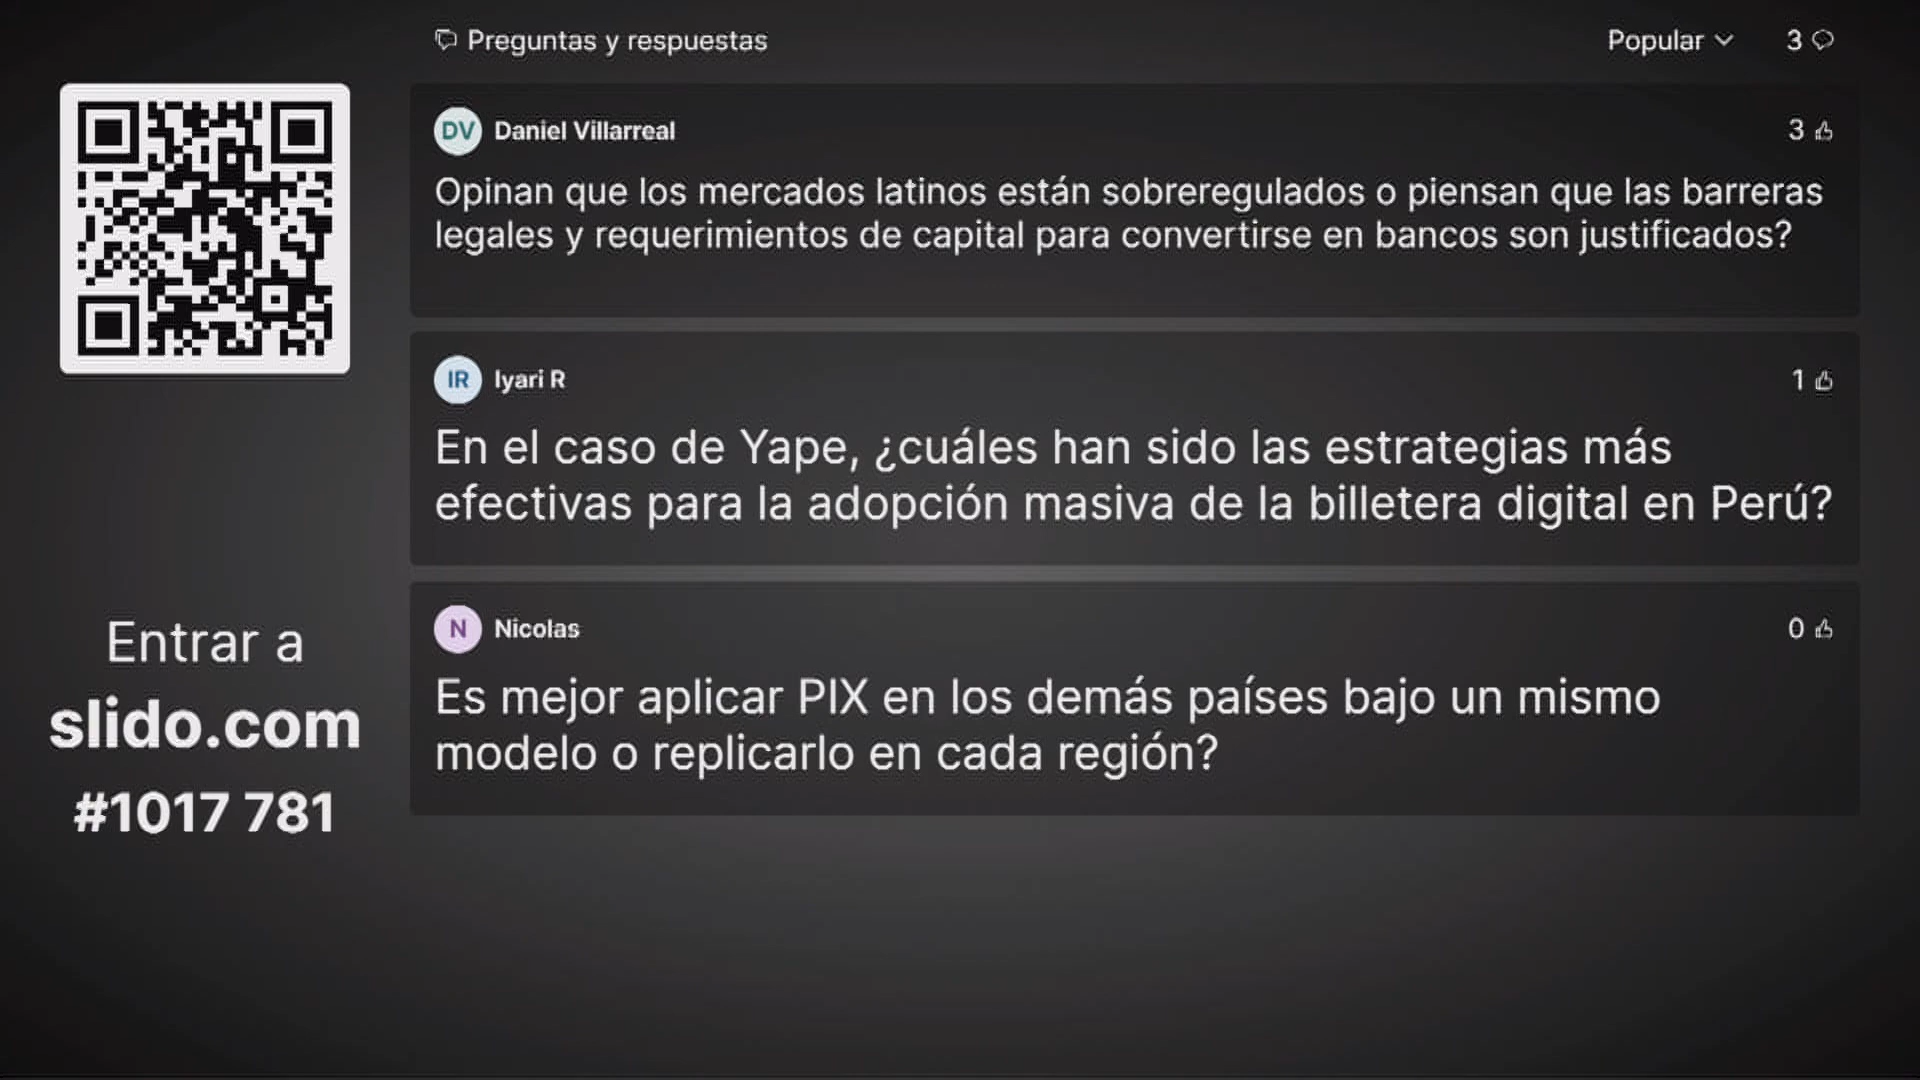 Preguntas y respuestas
Popular
3
DV
Daniel Villarreal
3
Opinan que los mercados latinos están sobreregulados o piensan que las barreras
legales y requerimientos de capital para convertirse en bancos son justificados?
IR
Iyari R
1
En el caso de Yape, ¿cuáles han sido las estrategias más
efectivas para la adopción masiva de la billetera digital en Perú?
N
Nicolas
0
Es mejor aplicar PIX en los demás países bajo un mismo
modelo o replicarlo en cada región?
Entrar a
slido.com
#1017 781